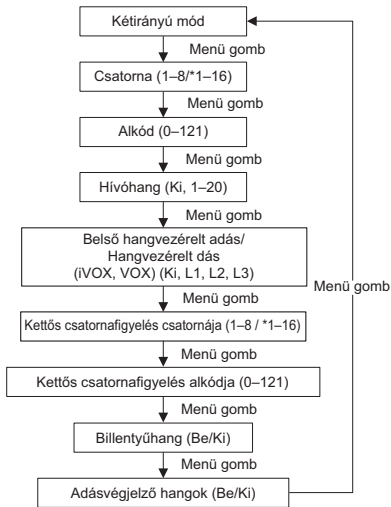 Kétirányú mód
Menü gomb
Csatorna (1–8/*1–16)
Menü gomb
Alkód (0–121)
Menü gomb
Hívóhang (Ki, 1–20)
Menü gomb
Belső hangvezérelt adás/
Hangvezérelt dás
(iVOX, VOX) (Ki, L1, L2, L3)
Menü gomb
Menü gomb
Kettős csatornafigyelés csatornája (1–8 / *1–16)
Menü gomb
Kettős csatornafigyelés alkódja (0–121)
Menü gomb
Billentyűhang (Be/Ki)
Menü gomb
Adásvégjelző hangok (Be/Ki)